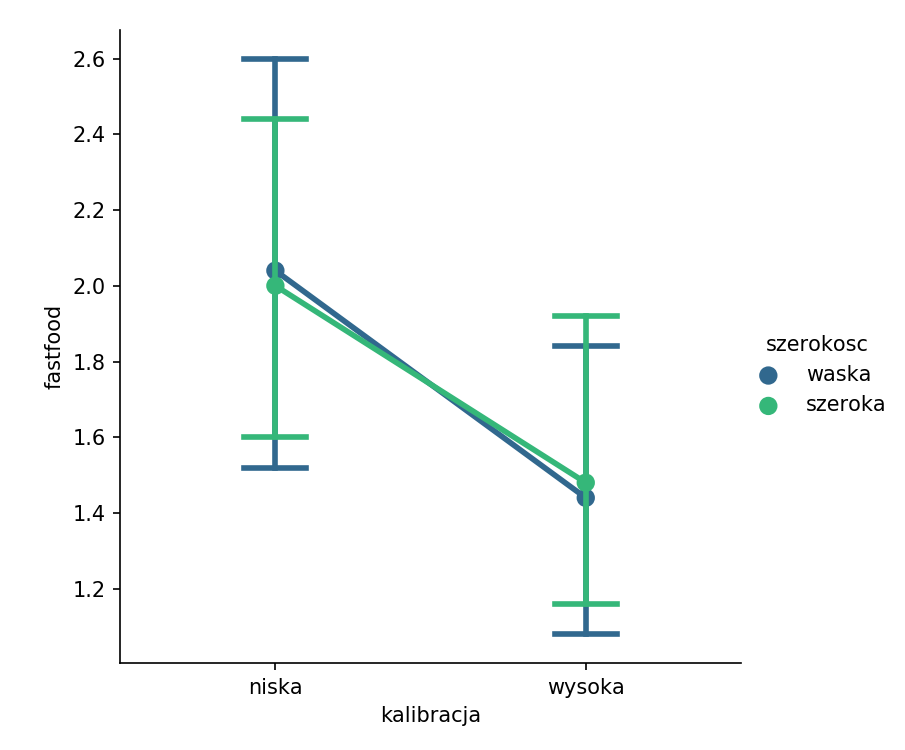 2.6
2.4
2.2
2.0
1.8
1.6
1.4
1.2
fastfood
niska
wysoka
kalibracja
szerokosc
waska
szeroka